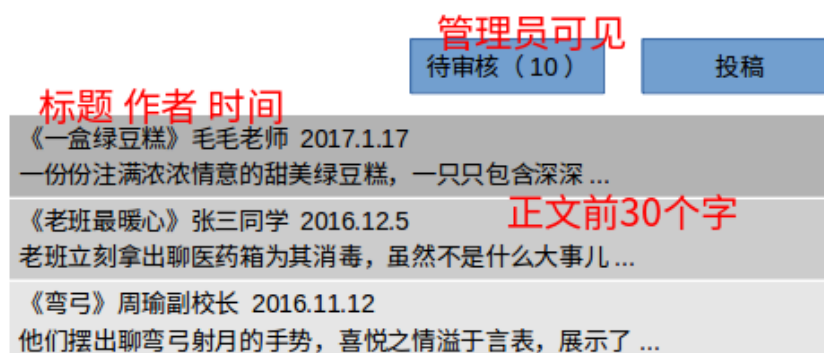 管理员可见
待审核（10）
投稿
标题 作者 时间
《一盒绿豆糕》毛毛老师 2017.1.17
一份份注满浓浓情意的甜美绿豆糕，一只只包含深深 ...
正文前30个字
《老班最暖心》张三同学 2016.12.5
老班立刻拿出聊医药箱为其消毒，虽然不是什么大事儿 ...
《弯弓》周瑜副校长 2016.11.12
他们摆出聊弯弓射月的手势，喜悦之情溢于言表，展示了 ...